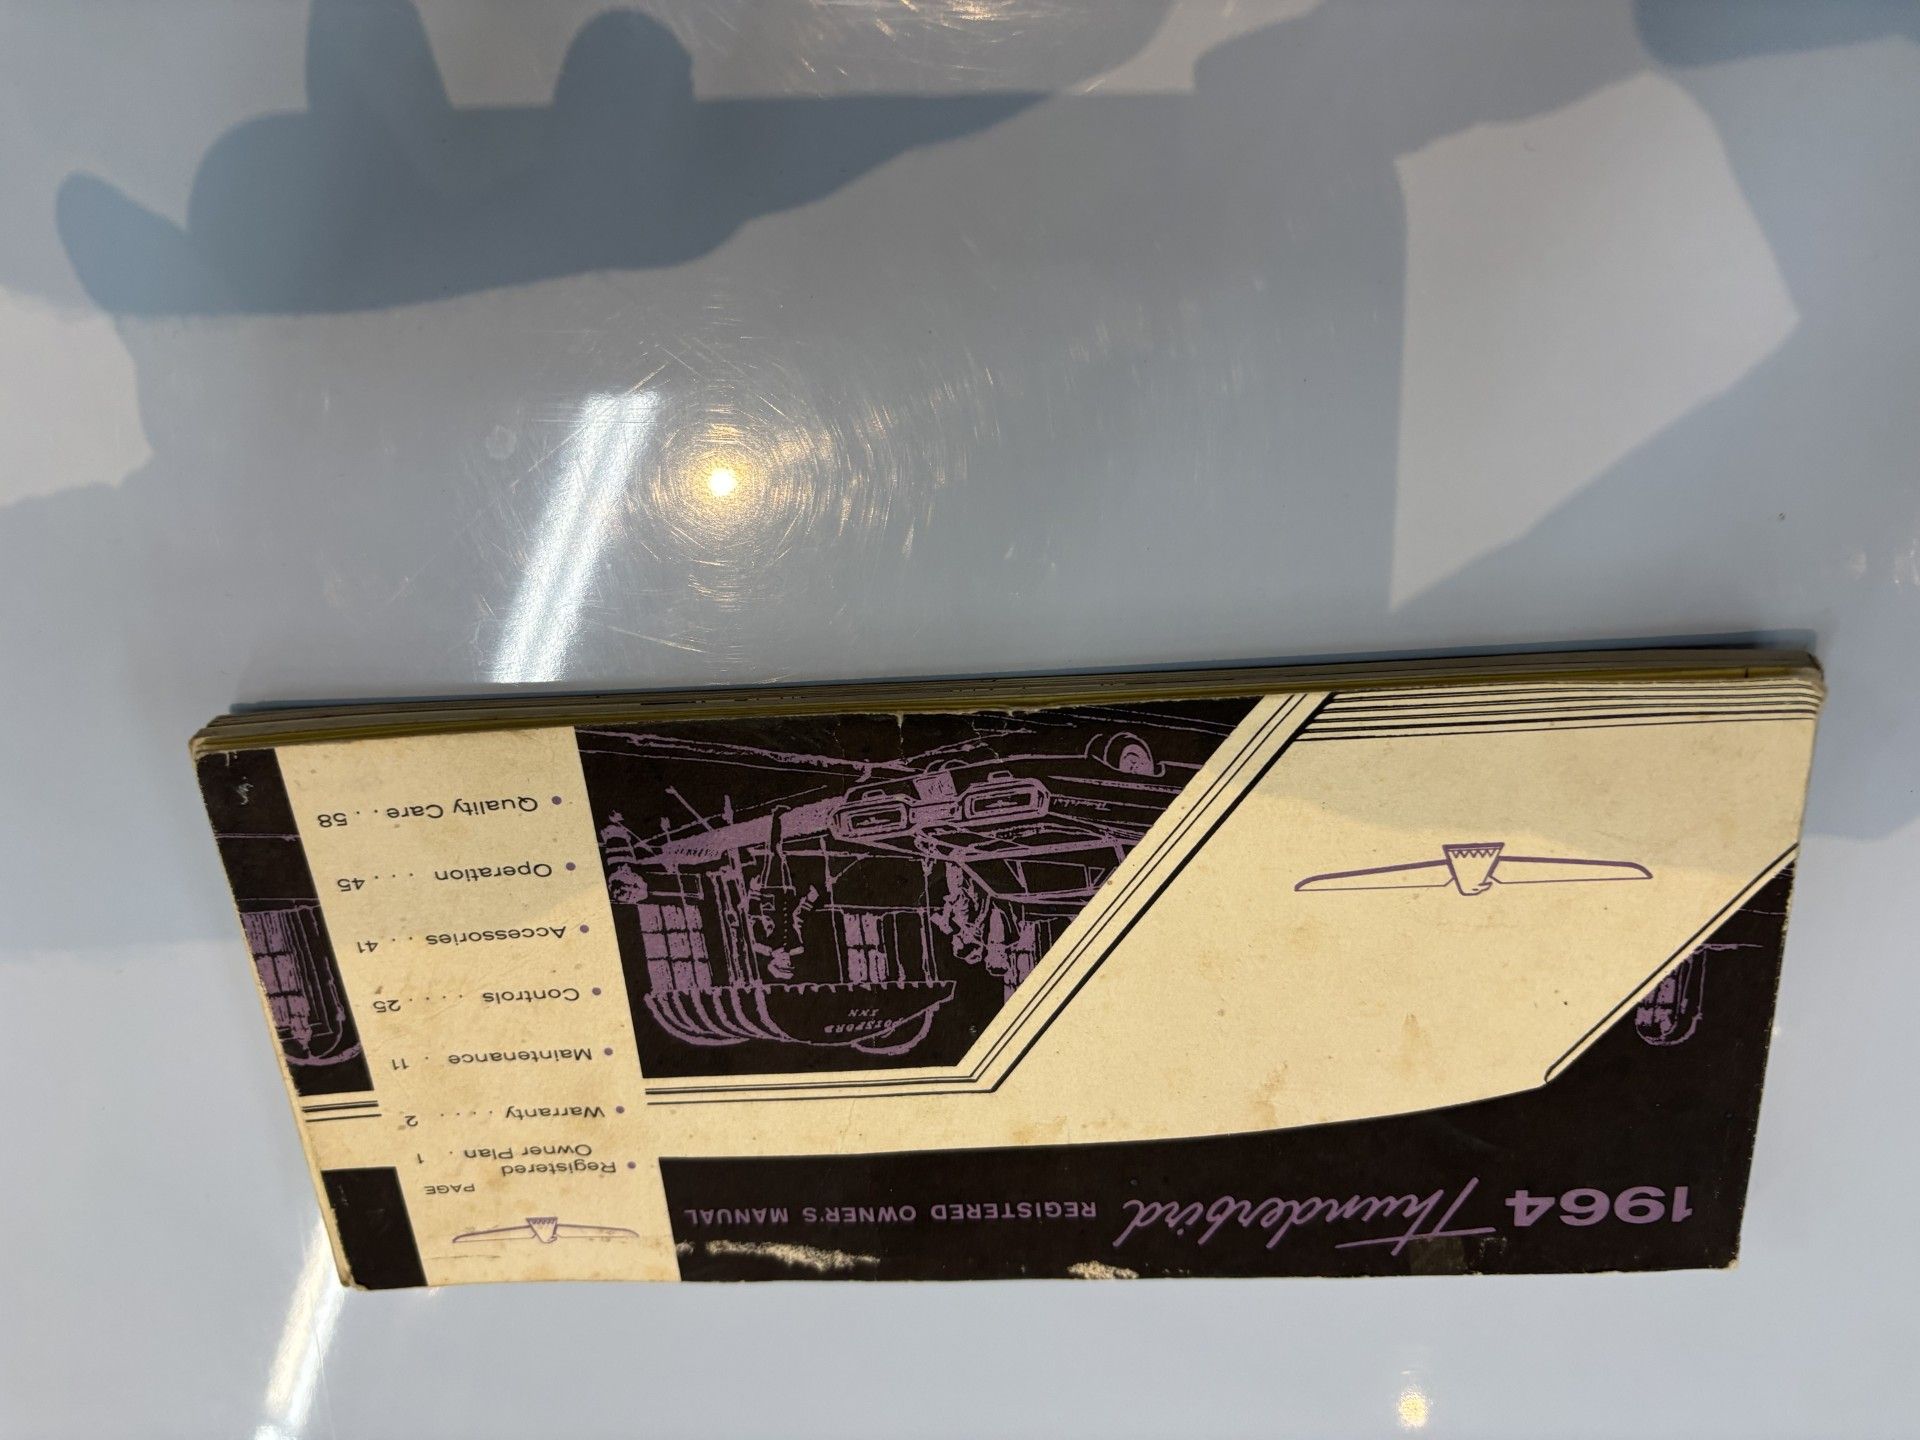 1964 Thunderbird REGISTERED OWNER'S MANUAL
PAGE
• Registered
Owner Plan . 1
• Warranty . . . . . 2
• Maintenance . 11
• Controls . . . . . 25
• Accessories . . . 41
• Operation . . . . 45
• Quality Care . . 58
INN